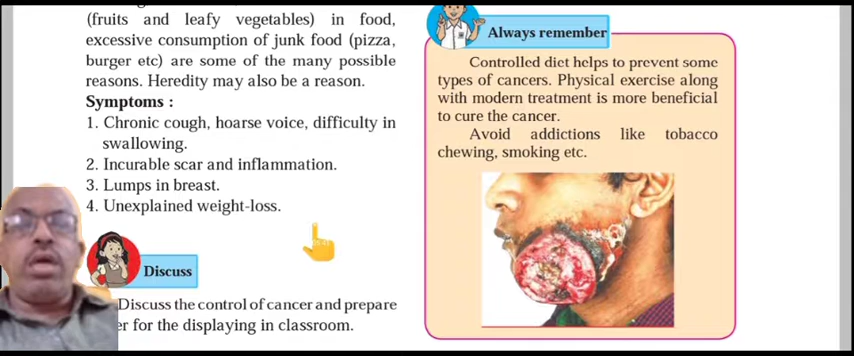 (fruits and leafy vegetables) in food,
excessive consumption of junk food (pizza,
burger etc) are some of the many possible
reasons. Heredity may also be a reason.
Symptoms :
1. Chronic cough, hoarse voice, difficulty in
swallowing.
2. Incurable scar and inflammation.
3. Lumps in breast.
4. Unexplained weight-loss.
Discuss
Discuss the control of cancer and prepare
for the displaying in classroom.
Always remember
Controlled diet helps to prevent some
types of cancers. Physical exercise along
with modern treatment is more beneficial
to cure the cancer.
Avoid addictions like tobacco
chewing, smoking etc.